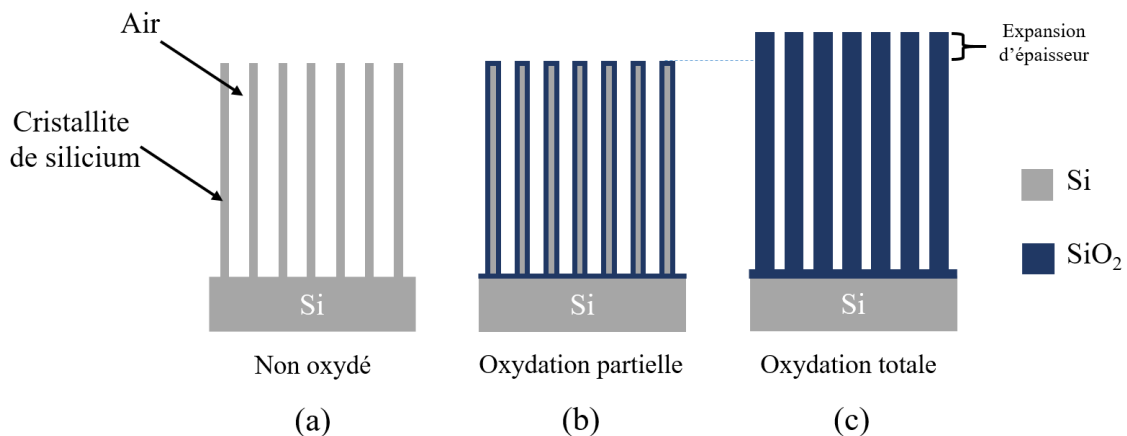 Air
Cristallite
de silicium
Expansion
d'épaisseur
Si
SiO2
Si
Si
Si
Non oxydé
Oxydation partielle
Oxydation totale
(a)
(b)
(c)